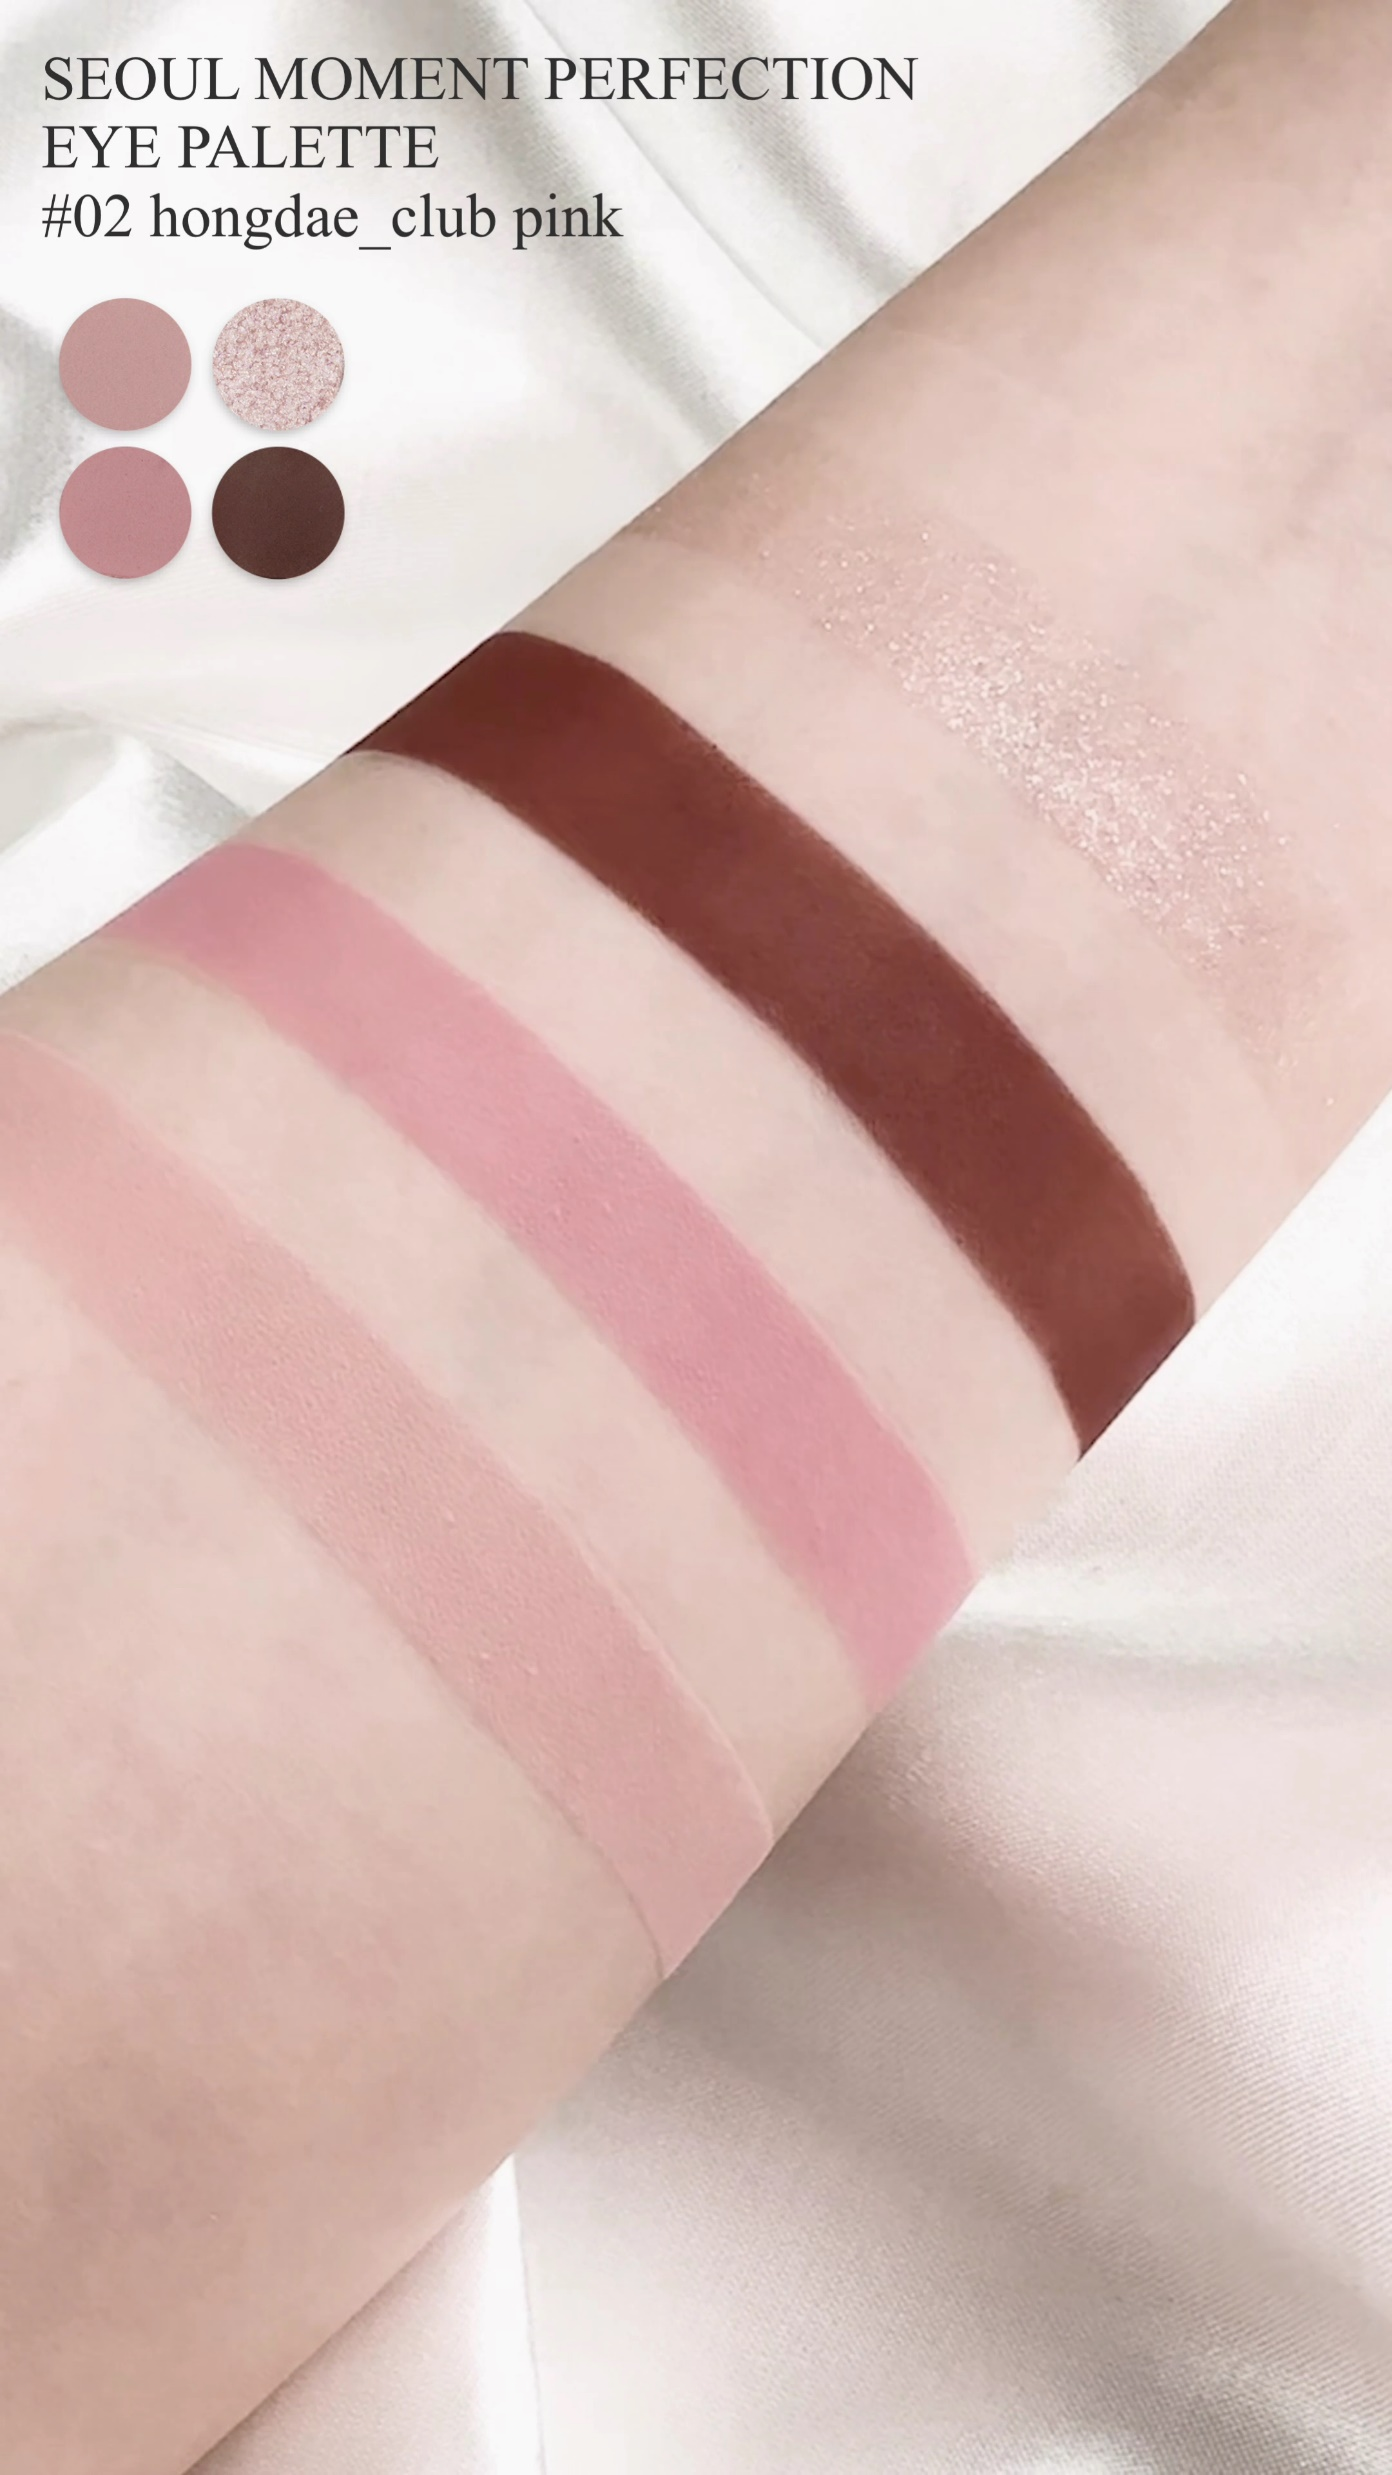 SEOUL MOMENT PERFECTION
EYE PALETTE
#02 hongdae_club pink